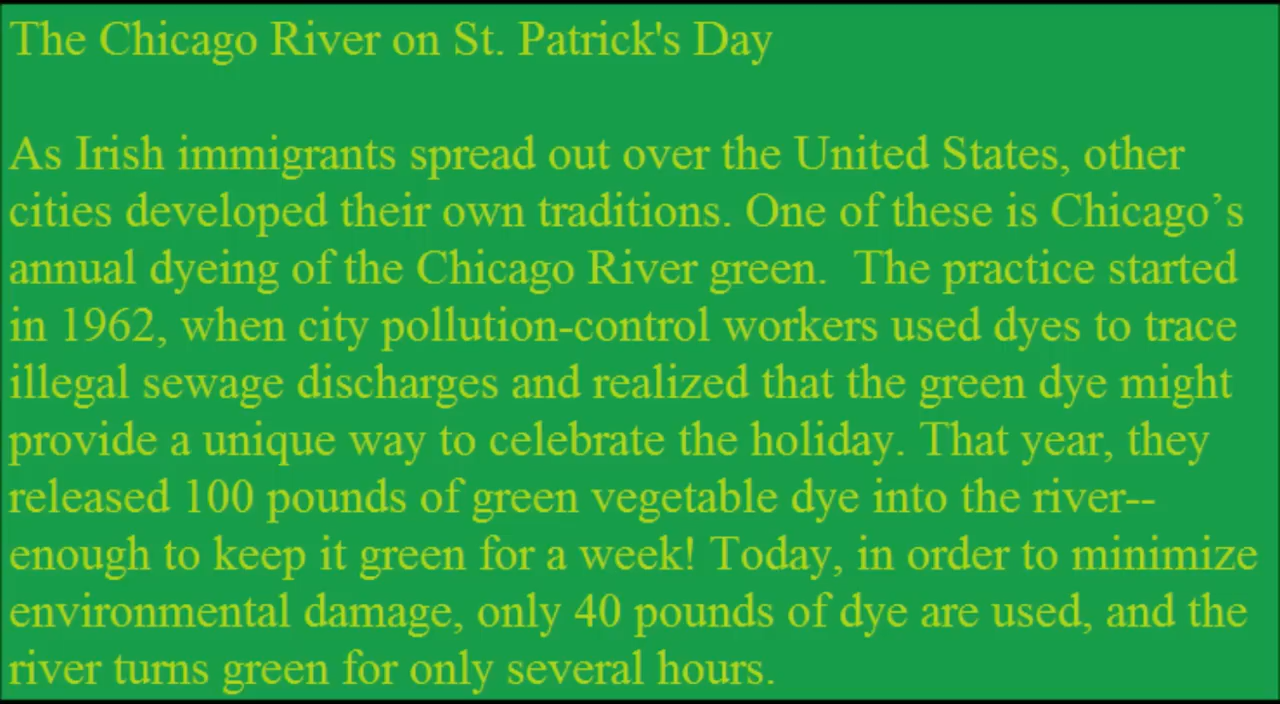 The Chicago River on St. Patrick's Day
As Irish immigrants spread out over the United States, other
cities developed their own traditions. One of these is Chicago’s
annual dyeing of the Chicago River green.  The practice started
in 1962, when city pollution-control workers used dyes to trace
illegal sewage discharges and realized that the green dye might
provide a unique way to celebrate the holiday. That year, they
released 100 pounds of green vegetable dye into the river--
enough to keep it green for a week! Today, in order to minimize
environmental damage, only 40 pounds of dye are used, and the
river turns green for only several hours.